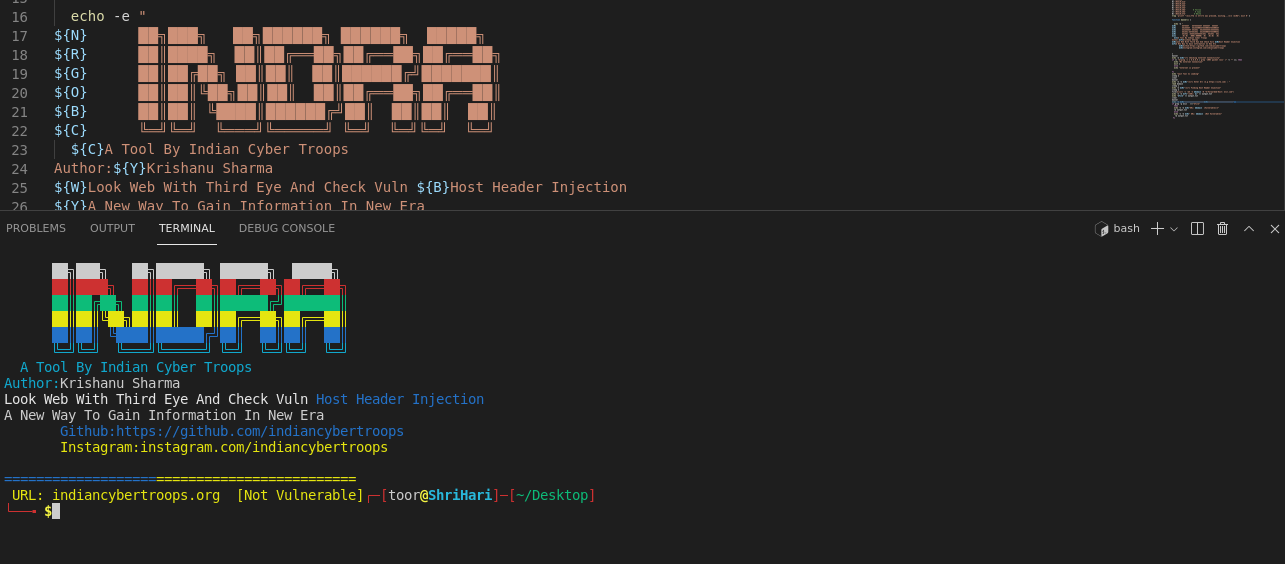 15
16 echo -e "
17 ${N} ██╗███╗   ██╗███████╗ ██████╗  █████╗
18 ${R} ██║████╗  ██║██╔═══██╗██╔══██╗██╔══██╗
19 ${G} ██║██╔██╗ ██║██║   ██║██████╔╝███████║
20 ${O} ██║██║╚██╗██║██║   ██║██╔══██╗██╔══██║
21 ${B} ██║██║ ╚████║███████╔╝██║  ██║██║  ██║
22 ${C} ╚═╝╚═╝  ╚═══╝╚══════╝ ╚═╝  ╚═╝╚═╝  ╚═╝
23 ${C}A Tool By Indian Cyber Troops
24 Author:${Y}Krishanu Sharma
25 ${W}Look Web With Third Eye And Check Vuln ${B}Host Header Injection
26 ${Y}A New Way To Gain Information In New Era
PROBLEMS OUTPUT TERMINAL DEBUG CONSOLE bash
INDRA
A Tool By Indian Cyber Troops
Author:Krishanu Sharma
Look Web With Third Eye And Check Vuln Host Header Injection
A New Way To Gain Information In New Era
Github:https://github.com/indiancybertroops
Instagram:instagram.com/indiancybertroops
============================================
URL: indiancybertroops.org [Not Vulnerable]┌─[toor@ShriHari]─[~/Desktop]
└──╼ $